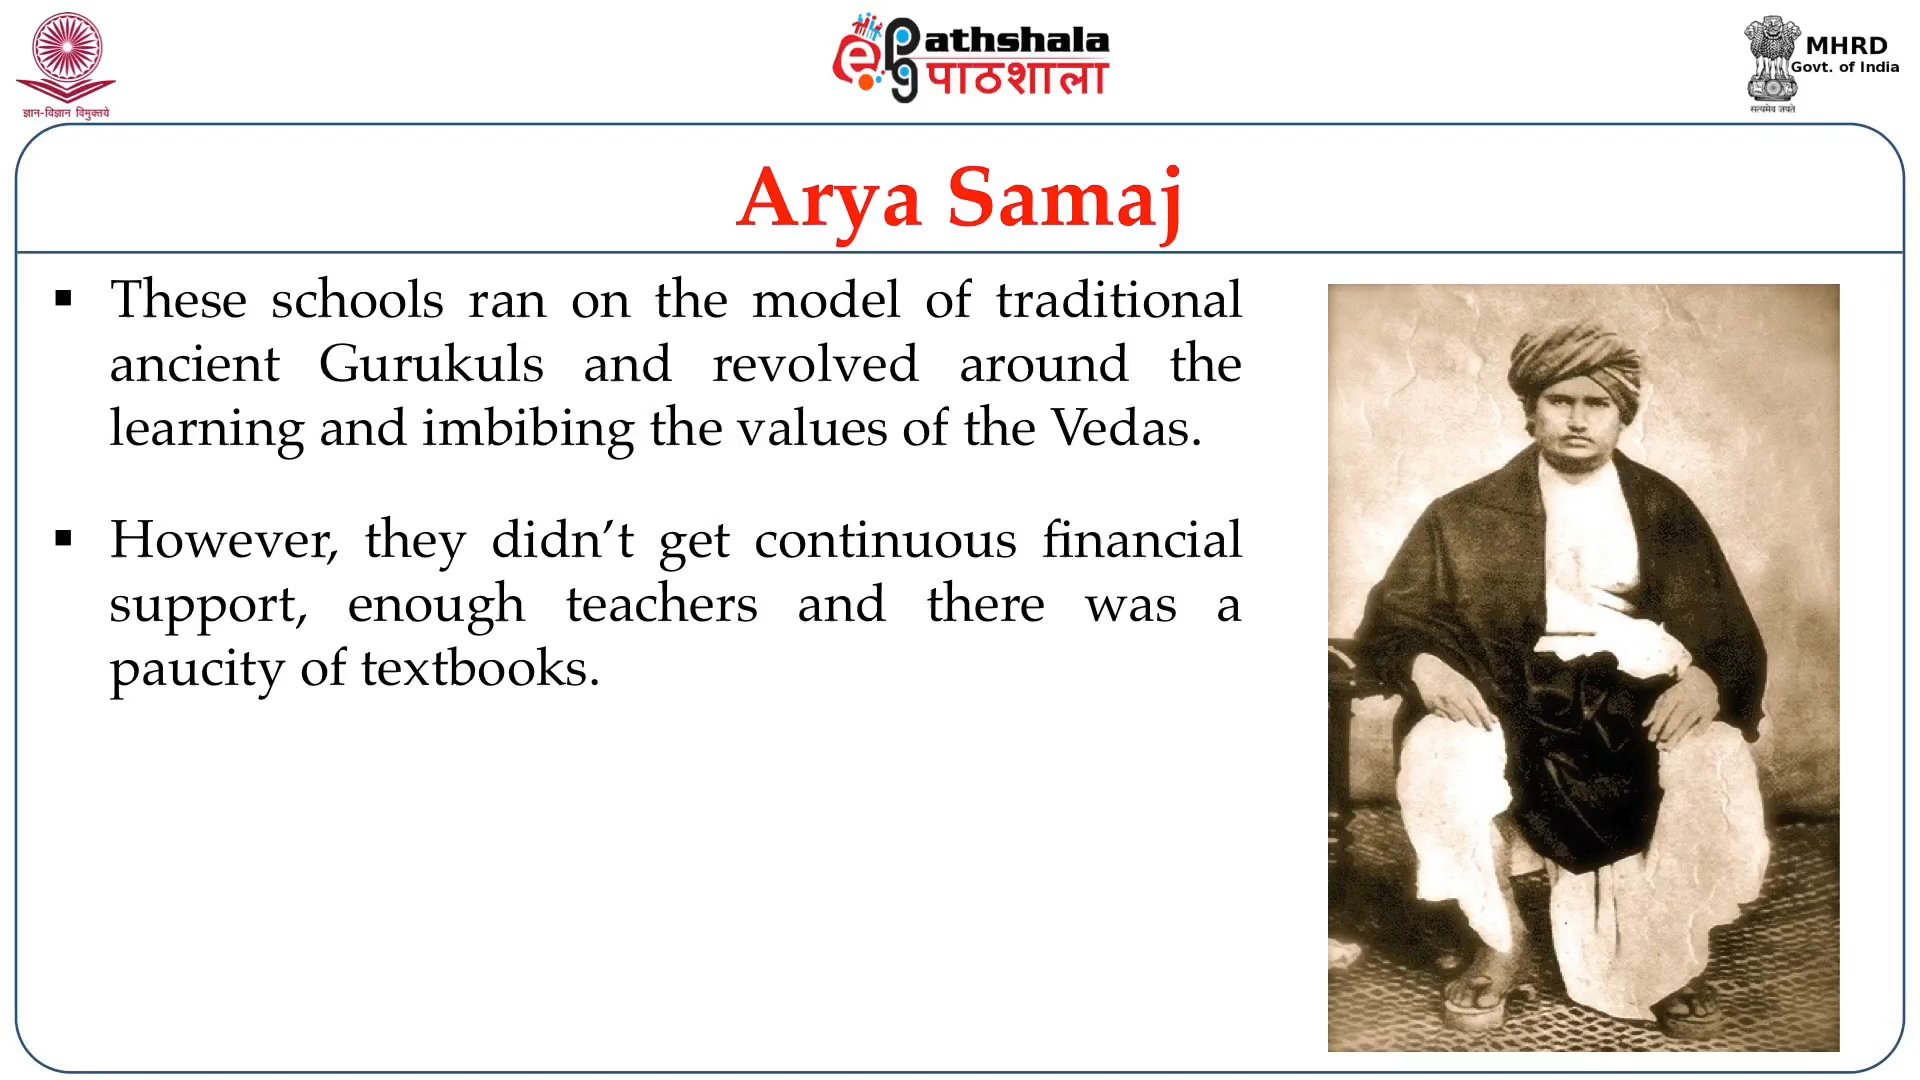 ज्ञान-विज्ञान विमुक्तये
e Pg Pathshala
पाठशाला
MHRD
Govt. of India
सत्यमेव जयते
Arya Samaj
▪ These schools ran on the model of traditional
ancient Gurukuls and revolved around the
learning and imbibing the values of the Vedas.
▪ However, they didn’t get continuous financial
support, enough teachers and there was a
paucity of textbooks.